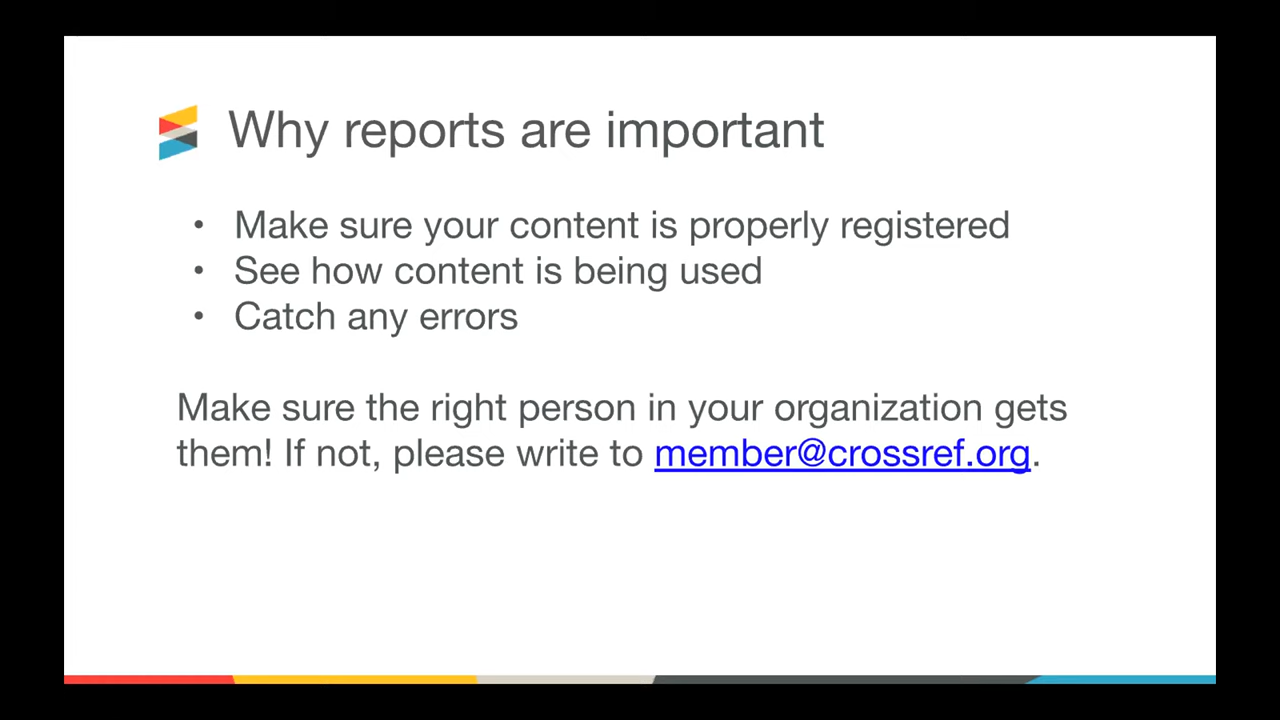 Why reports are important
• Make sure your content is properly registered
• See how content is being used
• Catch any errors
Make sure the right person in your organization gets
them! If not, please write to member@crossref.org.